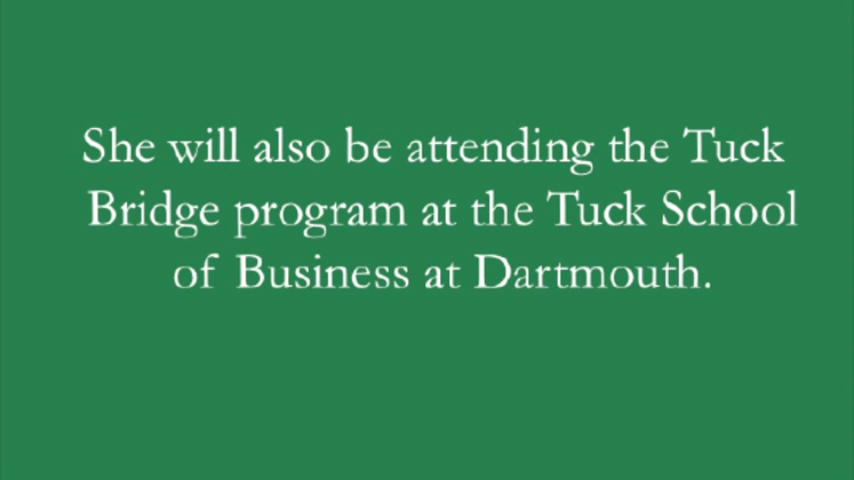 She will also be attending the Tuck
Bridge program at the Tuck School
of Business at Dartmouth.